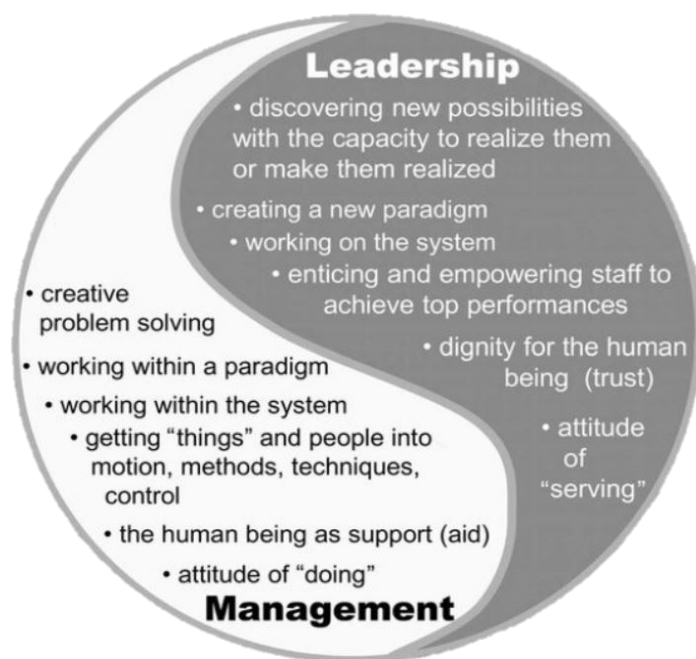 Leadership
• discovering new possibilities
with the capacity to realize them
or make them realized
• creating a new paradigm
• working on the system
• enticing and empowering staff to
achieve top performances
• dignity for the human
being (trust)
• attitude
of
“serving”
• creative
problem solving
• working within a paradigm
• working within the system
• getting “things” and people into
motion, methods, techniques,
control
• the human being as support (aid)
• attitude of “doing”
Management